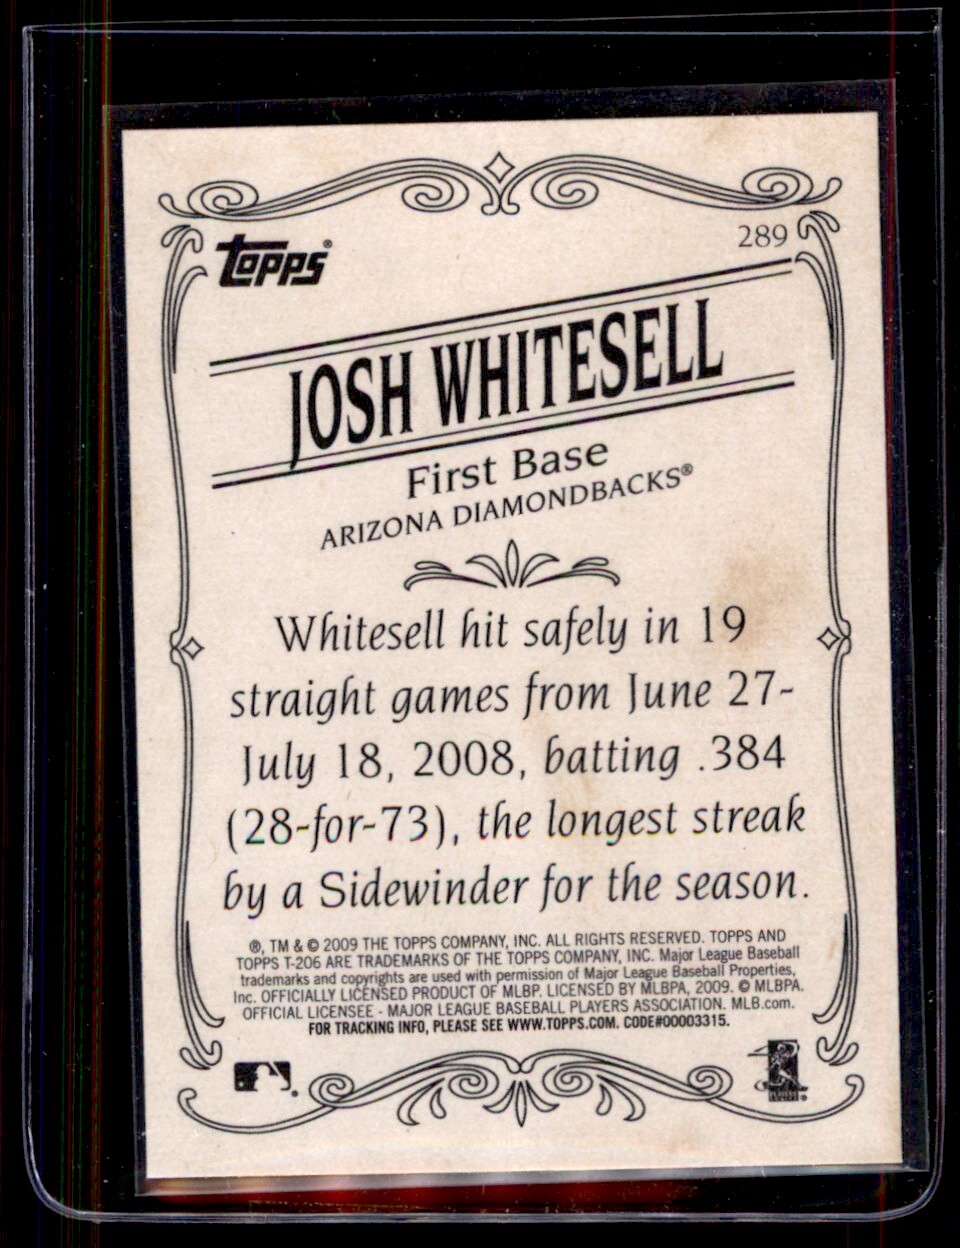 Topps®
289
JOSH WHITESELL
First Base
ARIZONA DIAMONDBACKS®
Whitesell hit safely in 19
straight games from June 27-
July 18, 2008, batting .384
(28-for-73), the longest streak
by a Sidewinder for the season.
®, TM & © 2009 THE TOPPS COMPANY, INC. ALL RIGHTS RESERVED. TOPPS AND
TOPPS T-206 ARE TRADEMARKS OF THE TOPPS COMPANY, INC. Major League Baseball
trademarks and copyrights are used with permission of Major League Baseball Properties,
Inc. OFFICIALLY LICENSED PRODUCT OF MLBP. LICENSED BY MLBPA, 2009. © MLBPA.
OFFICIAL LICENSEE - MAJOR LEAGUE BASEBALL PLAYERS ASSOCIATION. MLB.com.
FOR TRACKING INFO, PLEASE SEE WWW.TOPPS.COM. CODE#00003315.